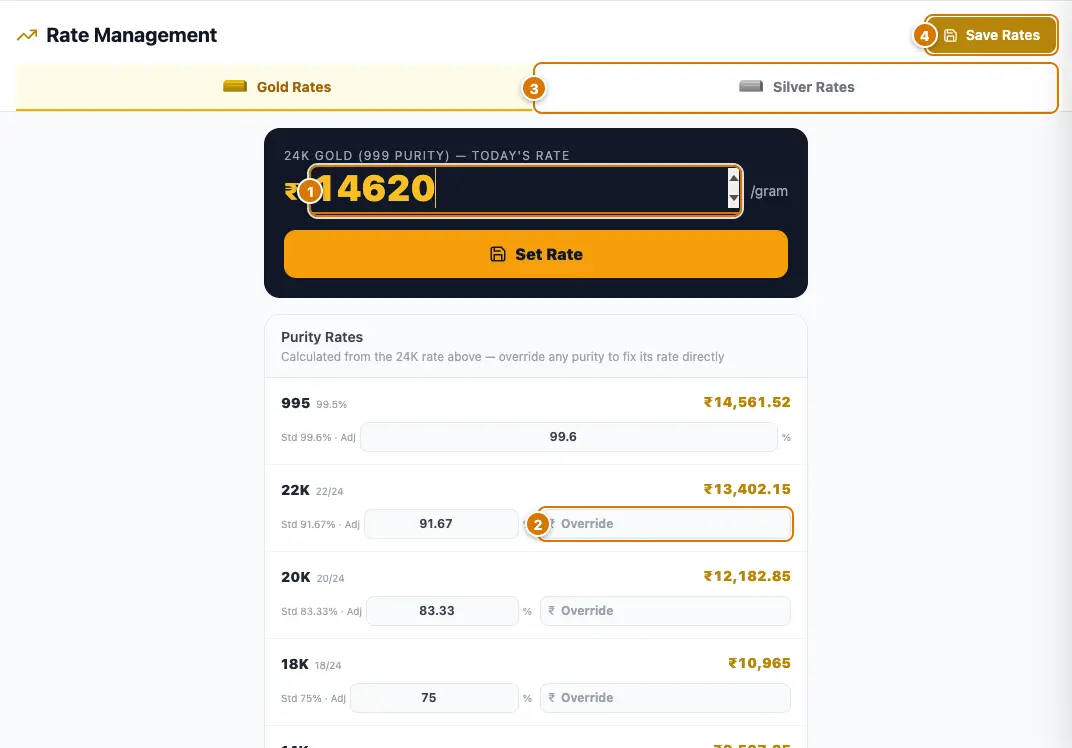 Rate Management
4
Save Rates
Gold Rates
3
Silver Rates
24K GOLD (999 PURITY) — TODAY'S RATE
₹
1
14620
/gram
Set Rate
Purity Rates
Calculated from the 24K rate above — override any purity to fix its rate directly
995 99.5%
₹14,561.52
Std 99.6% · Adj
99.6
%
22K 22/24
₹13,402.15
Std 91.67% · Adj
91.67
2
Override
20K 20/24
₹12,182.85
Std 83.33% · Adj
83.33
%
₹ Override
18K 18/24
₹10,965
Std 75% · Adj
75
%
₹ Override